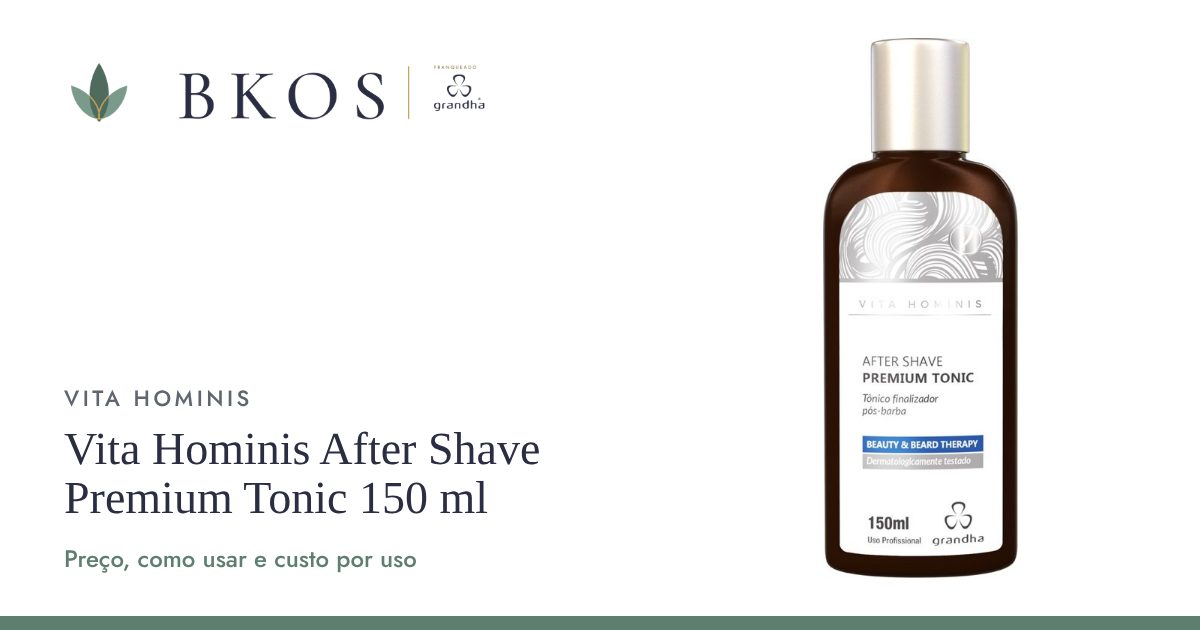 BKOS
FRANQUEADO
grandha
VITA HOMINIS
Vita Hominis After Shave
Premium Tonic 150 ml
Preço, como usar e custo por uso
VITA HOMINIS
AFTER SHAVE
PREMIUM TONIC
Tônico finalizador
pós-barba
BEAUTY & BEARD THERAPY
Dermatologicamente testado
150ml
Uso Profissional
grandha